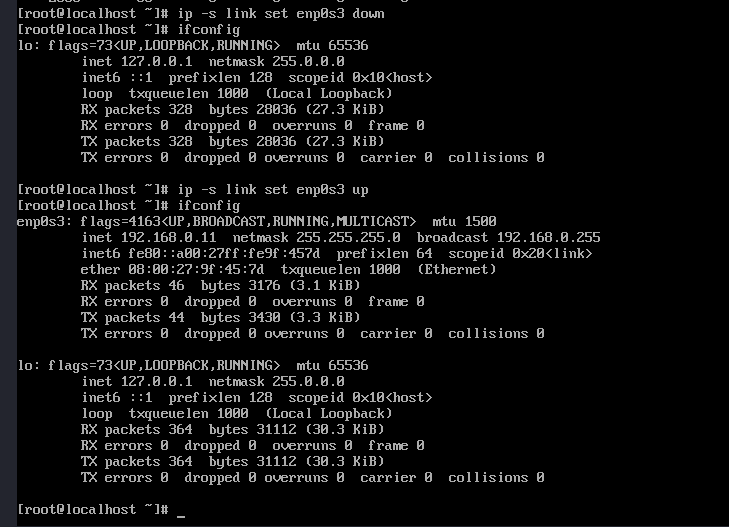 [root@localhost ~]# ip -s link set enp0s3 down
[root@localhost ~]# ifconfig
lo: flags=73<UP,LOOPBACK,RUNNING>  mtu 65536
        inet 127.0.0.1  netmask 255.0.0.0
        inet6 ::1  prefixlen 128  scopeid 0x10<host>
        loop  txqueuelen 1000  (Local Loopback)
        RX packets 328  bytes 28036 (27.3 KiB)
        RX errors 0  dropped 0  overruns 0  frame 0
        TX packets 328  bytes 28036 (27.3 KiB)
        TX errors 0  dropped 0 overruns 0  carrier 0  collisions 0

[root@localhost ~]# ip -s link set enp0s3 up
[root@localhost ~]# ifconfig
enp0s3: flags=4163<UP,BROADCAST,RUNNING,MULTICAST>  mtu 1500
        inet 192.168.0.11  netmask 255.255.255.0  broadcast 192.168.0.255
        inet6 fe80::a00:27ff:fe9f:457d  prefixlen 64  scopeid 0x20<link>
        ether 08:00:27:9f:45:7d  txqueuelen 1000  (Ethernet)
        RX packets 46  bytes 3176 (3.1 KiB)
        RX errors 0  dropped 0  overruns 0  frame 0
        TX packets 44  bytes 3430 (3.3 KiB)
        TX errors 0  dropped 0 overruns 0  carrier 0  collisions 0

lo: flags=73<UP,LOOPBACK,RUNNING>  mtu 65536
        inet 127.0.0.1  netmask 255.0.0.0
        inet6 ::1  prefixlen 128  scopeid 0x10<host>
        loop  txqueuelen 1000  (Local Loopback)
        RX packets 364  bytes 31112 (30.3 KiB)
        RX errors 0  dropped 0  overruns 0  frame 0
        TX packets 364  bytes 31112 (30.3 KiB)
        TX errors 0  dropped 0 overruns 0  carrier 0  collisions 0

[root@localhost ~]# _